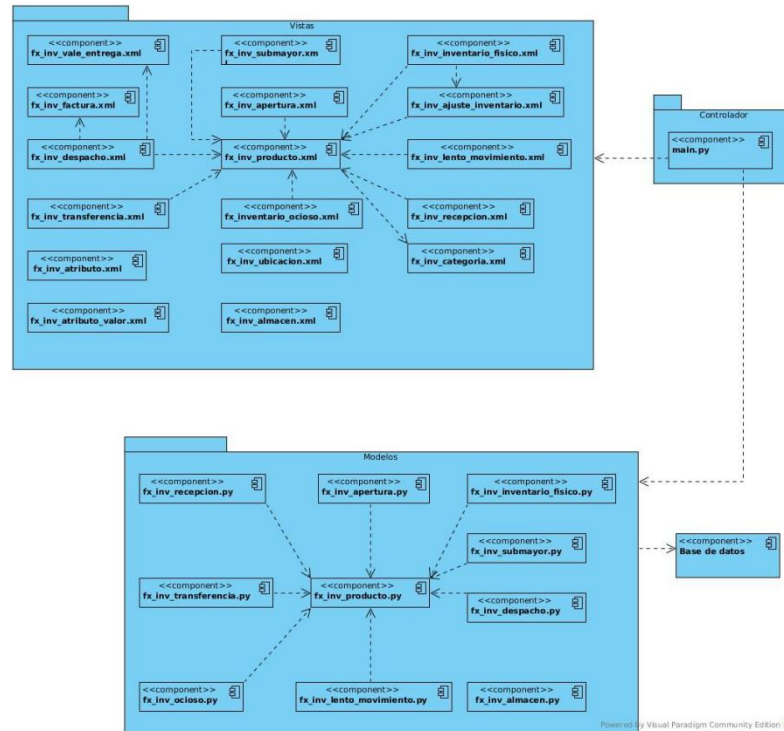 Vistas
<<component>>
fx_inv_vale_entrega.xml
<<component>>
fx_inv_submayor.xm
l
<<component>>
fx_inv_inventario_fisico.xml
<<component>>
fx_inv_factura.xml
<<component>>
fx_inv_apertura.xml
<<component>>
fx_inv_ajuste_inventario.xml
<<component>>
fx_inv_despacho.xml
<<component>>
fx_inv_producto.xml
<<component>>
fx_inv_lento_movimiento.xml
<<component>>
fx_inv_transferencia.xml
<<component>>
fx_inventario_ocioso.xml
<<component>>
fx_inv_recepcion.xml
<<component>>
fx_inv_atributo.xml
<<component>>
fx_inv_ubicacion.xml
<<component>>
fx_inv_categoria.xml
<<component>>
fx_inv_atributo_valor.xml
<<component>>
fx_inv_almacen.xml
Controlador
<<component>>
main.py
Modelos
<<component>>
fx_inv_recepcion.py
<<component>>
fx_inv_apertura.py
<<component>>
fx_inv_inventario_fisico.py
<<component>>
fx_inv_submayor.py
<<component>>
fx_inv_transferencia.py
<<component>>
fx_inv_producto.py
<<component>>
fx_inv_despacho.py
<<component>>
fx_inv_ocioso.py
<<component>>
fx_inv_lento_movimiento.py
<<component>>
fx_inv_almacen.py
<<component>>
Base de datos
Powered By Visual Paradigm Community Edition